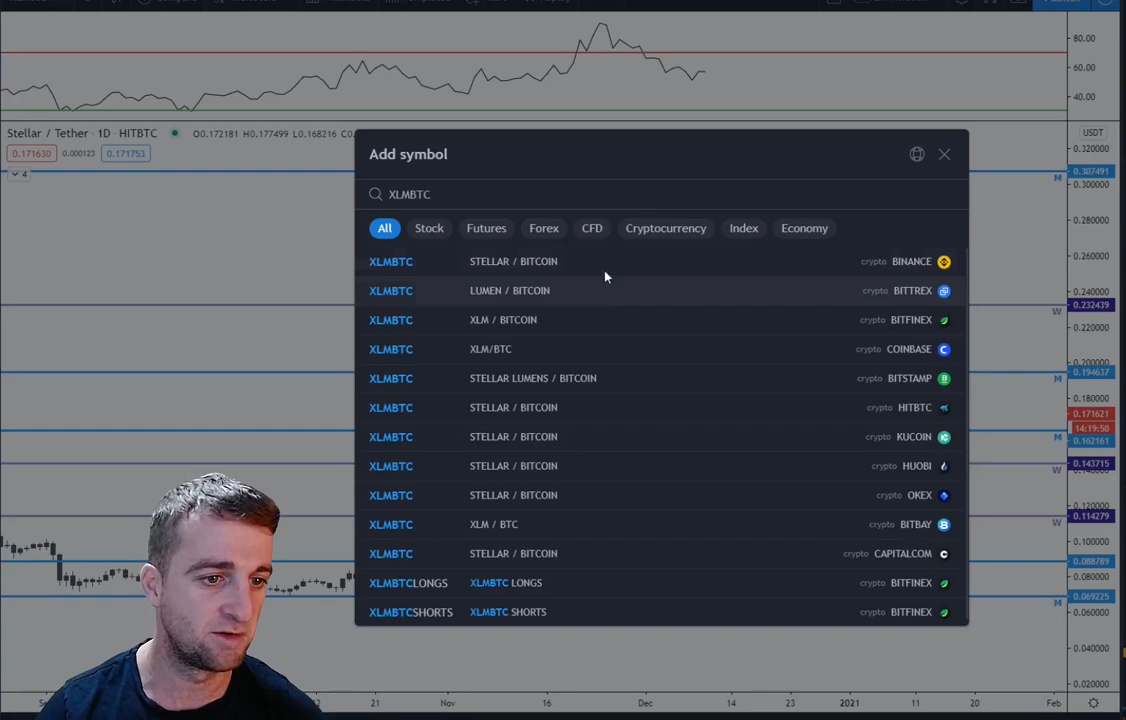 80.00
60.00
40.00
Stellar / Tether · 1D · HITBTC O0.172181 H0.177499 L0.168216 C0.
USDT
0.171630 0.000123 0.171753
4
Add symbol
XLMBTC
All Stock Futures Forex CFD Cryptocurrency Index Economy
XLMBTC STELLAR / BITCOIN crypto BINANCE
XLMBTC LUMEN / BITCOIN crypto BITTREX
XLMBTC XLM / BITCOIN crypto BITFINEX
XLMBTC XLM/BTC crypto COINBASE
XLMBTC STELLAR LUMENS / BITCOIN crypto BITSTAMP
XLMBTC STELLAR / BITCOIN crypto HITBTC
XLMBTC STELLAR / BITCOIN crypto KUCOIN
XLMBTC STELLAR / BITCOIN crypto HUOBI
XLMBTC STELLAR / BITCOIN crypto OKEX
XLMBTC XLM / BTC crypto BITBAY
XLMBTC STELLAR / BITCOIN crypto CAPITALCOM
XLMBTCLONGS XLMBTC LONGS crypto BITFINEX
XLMBTCSHORTS XLMBTC SHORTS crypto BITFINEX
0.320000
0.307491
M
0.300000
0.280000
0.260000
0.240000
0.232439
W
0.220000
0.200000
0.194637
M
0.180000
0.171621
14:19:50
0.162161
M
0.143715
W
0.120000
0.114279
W
0.100000
0.088789
M
0.080000
0.069225
M
0.040000
0.020000
21 Nov 16 Dec 14 23 2021 11 20 Feb